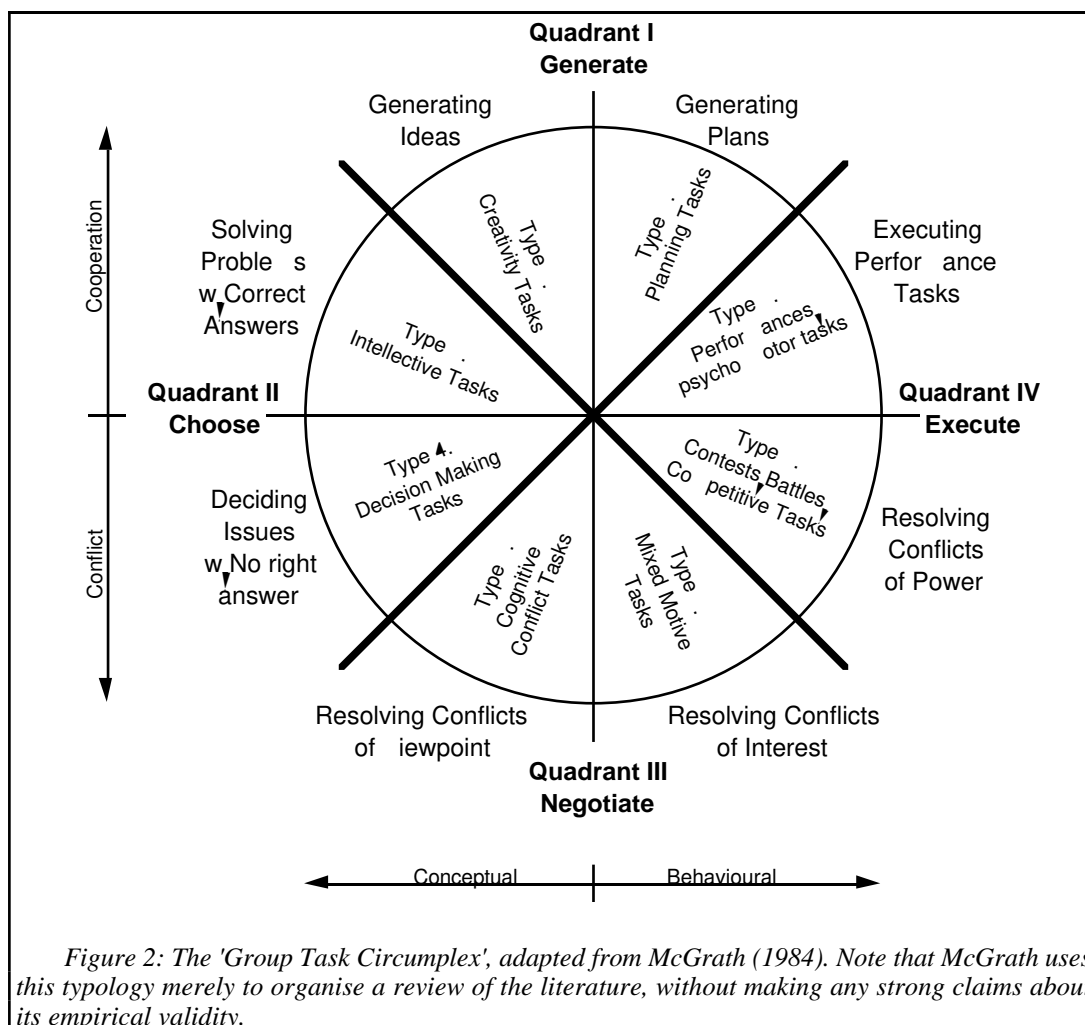 Quadrant I
Generate
Generating
Ideas
Generating
Plans
Cooperation
Conflict
Solving
Proble s
w Correct
Answers
Executing
Perfor ance
Tasks
Type .
Creativity Tasks
Type .
Planning Tasks
Type .
Intellective Tasks
Type .
Perfor ances,
psycho otor tasks
Quadrant II
Choose
Quadrant IV
Execute
Type 4.
Decision Making
Tasks
Type .
Contests Battles,
Co petitive Tasks
Deciding
Issues
w No right
answer
Type .
Cognitive
Conflict Tasks
Type .
Mixed Motive
Tasks
Resolving
Conflicts
of Power
Resolving Conflicts
of iewpoint
Resolving Conflicts
of Interest
Quadrant III
Negotiate
Conceptual
Behavioural
Figure 2: The 'Group Task Circumplex', adapted from McGrath (1984). Note that McGrath uses
this typology merely to organise a review of the literature, without making any strong claims about
its empirical validity.